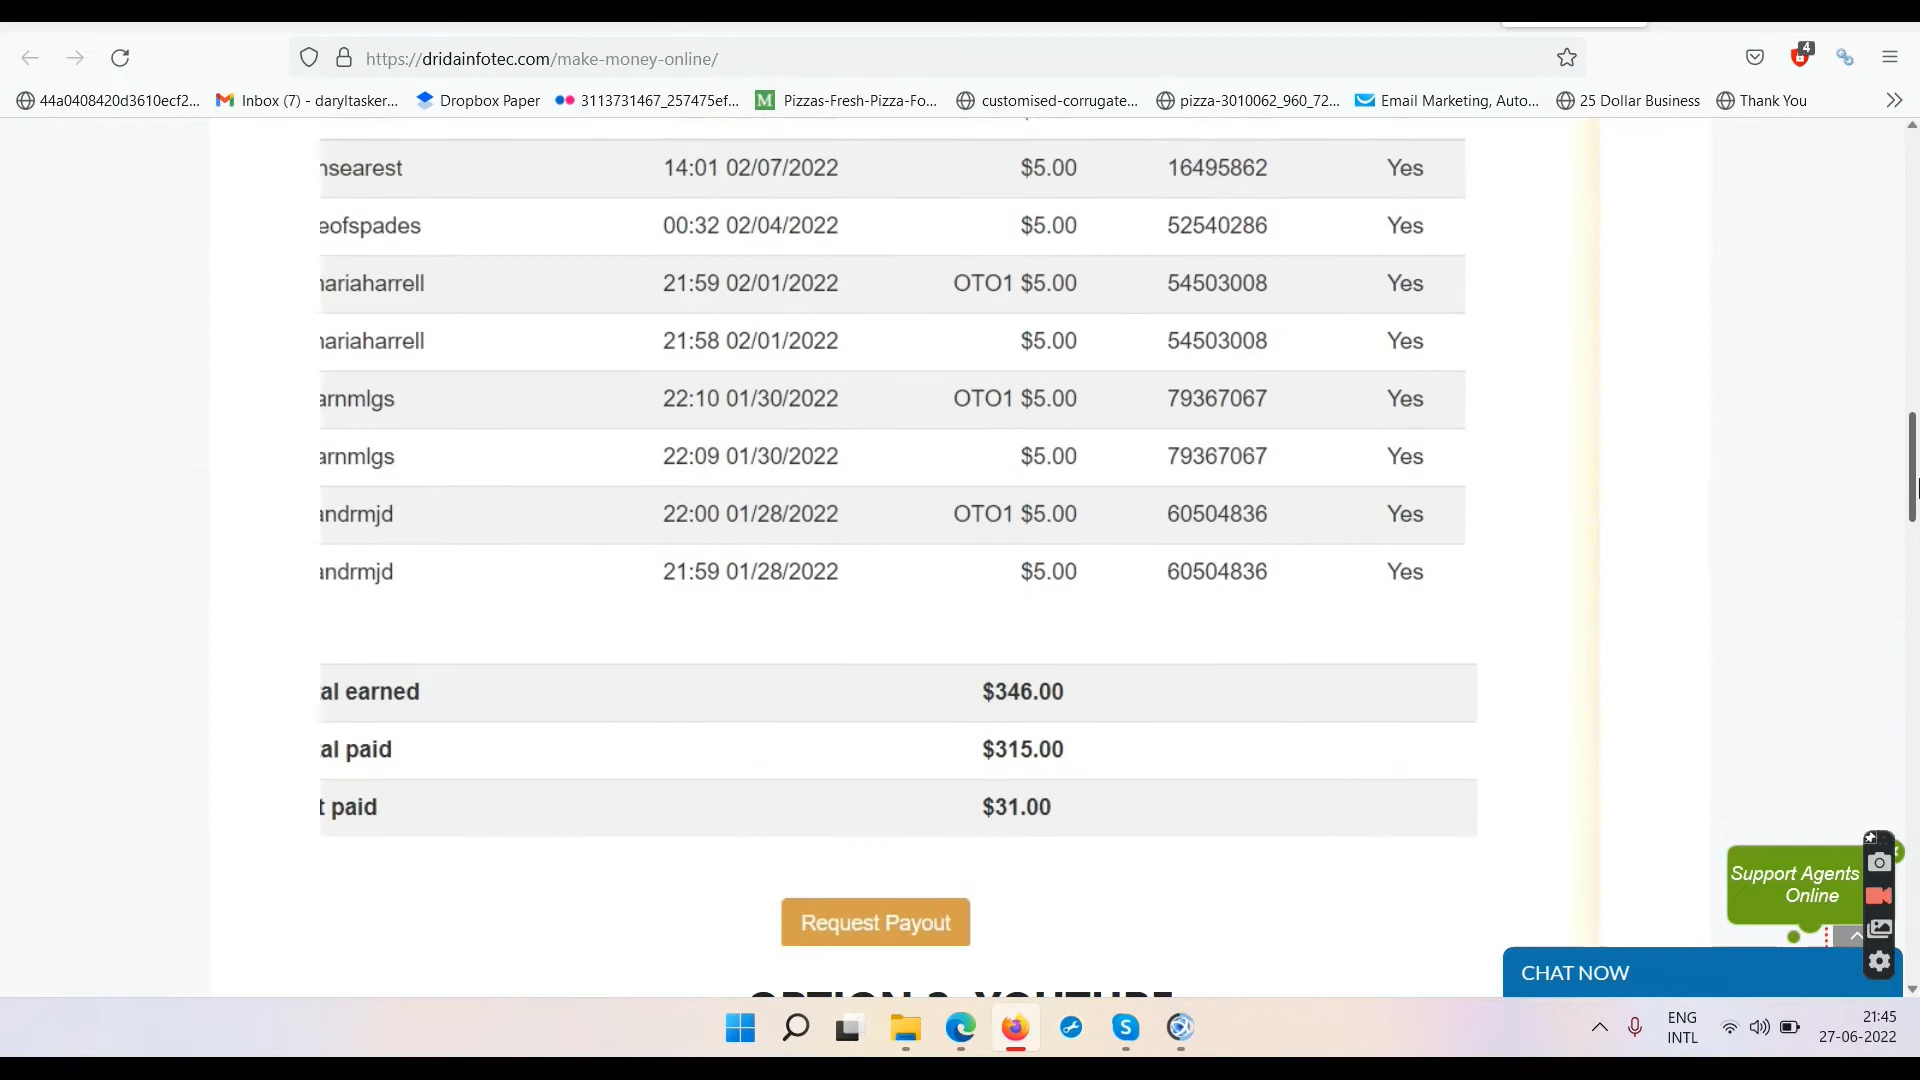 https://dridainfotec.com/make-money-online/
4
44a0408420d3610ecf2... Inbox (7) - daryltasker... Dropbox Paper 3113731467_257475ef... M Pizzas-Fresh-Pizza-Fo... customised-corrugate... pizza-3010062_960_72... Email Marketing, Auto... 25 Dollar Business Thank You
nsearest 14:01 02/07/2022 $5.00 16495862 Yes
eofspades 00:32 02/04/2022 $5.00 52540286 Yes
nariaharrell 21:59 02/01/2022 OTO1 $5.00 54503008 Yes
nariaharrell 21:58 02/01/2022 $5.00 54503008 Yes
arnmlgs 22:10 01/30/2022 OTO1 $5.00 79367067 Yes
arnmlgs 22:09 01/30/2022 $5.00 79367067 Yes
andrmjd 22:00 01/28/2022 OTO1 $5.00 60504836 Yes
andrmjd 21:59 01/28/2022 $5.00 60504836 Yes
al earned $346.00
al paid $315.00
t paid $31.00
Support Agents
Online
Request Payout
CHAT NOW
ENG
INTL
21:45
27-06-2022